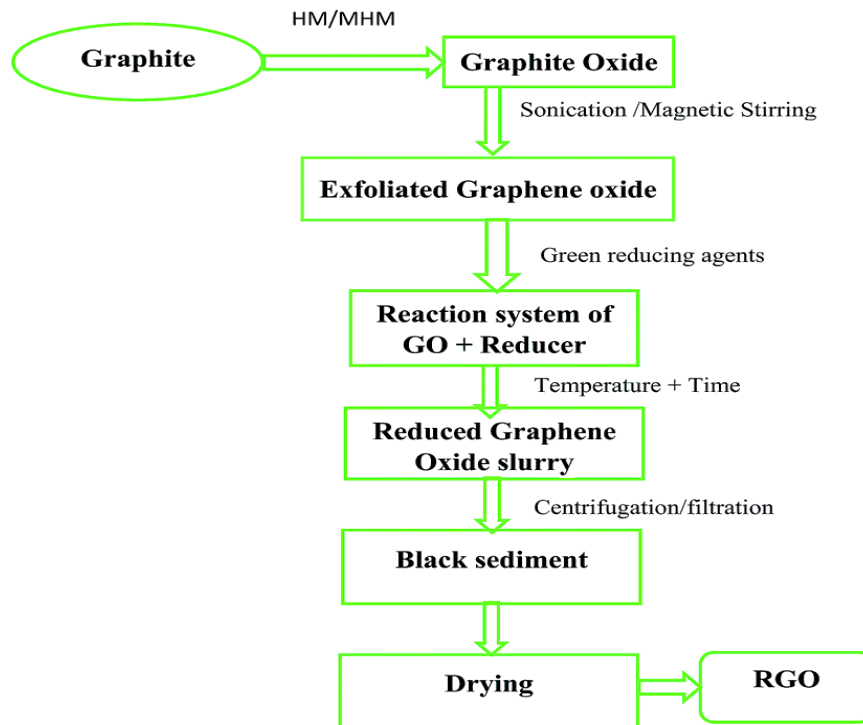 HM/MHM
Graphite
Graphite Oxide
Sonication /Magnetic Stirring
Exfoliated Graphene oxide
Green reducing agents
Reaction system of
GO + Reducer
Temperature + Time
Reduced Graphene
Oxide slurry
Centrifugation/filtration
Black sediment
Drying
RGO